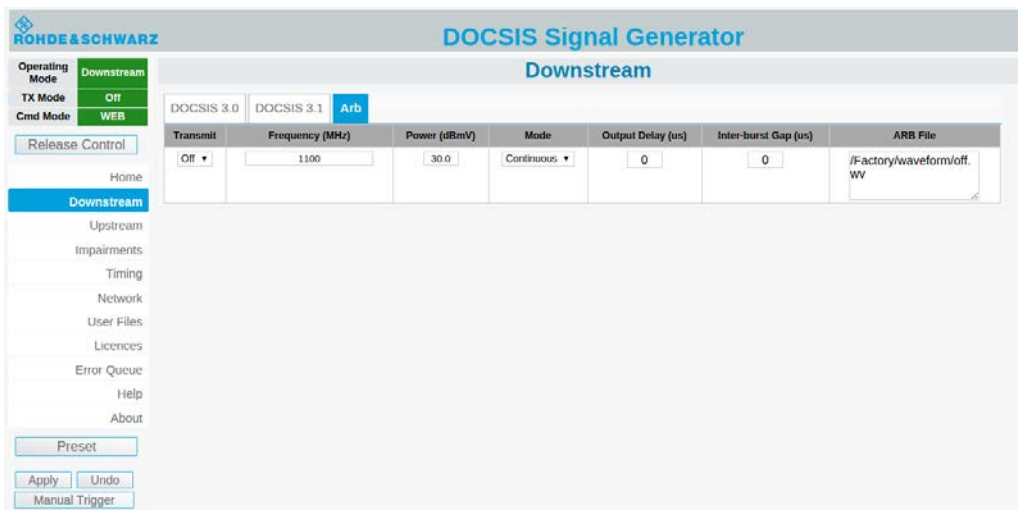 ROHDE&SCHWARZ
DOCSIS Signal Generator
Operating Mode Downstream
TX Mode Off
Cmd Mode WEB
Release Control
Home
Downstream
Upstream
Impairments
Timing
Network
User Files
Licences
Error Queue
Help
About
Preset
Apply Undo
Manual Trigger
Downstream
DOCSIS 3.0 DOCSIS 3.1 Arb
Transmit Frequency (MHz) Power (dBmV) Mode Output Delay (us) Inter-burst Gap (us) ARB File
Off 1100 30.0 Continuous 0 0 /Factory/waveform/off.
wv